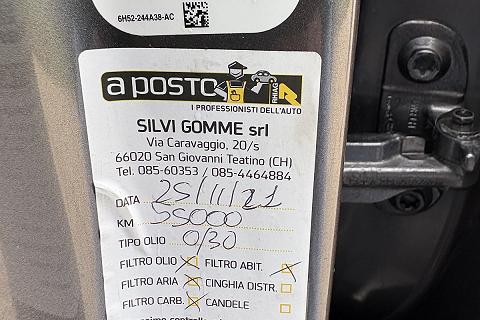 6H52-244A38-AC
a posto
RHIAG
I PROFESSIONISTI DELL'AUTO
SILVI GOMME srl
Via Caravaggio, 20/s
66020 San Giovanni Teatino (CH)
Tel. 085-60353 / 085-4464884
DATA 25/11/21
KM 55000
TIPO OLIO 0/30
FILTRO OLIO FILTRO ABIT.
FILTRO ARIA CINGHIA DISTR.
FILTRO CARB. CANDELE